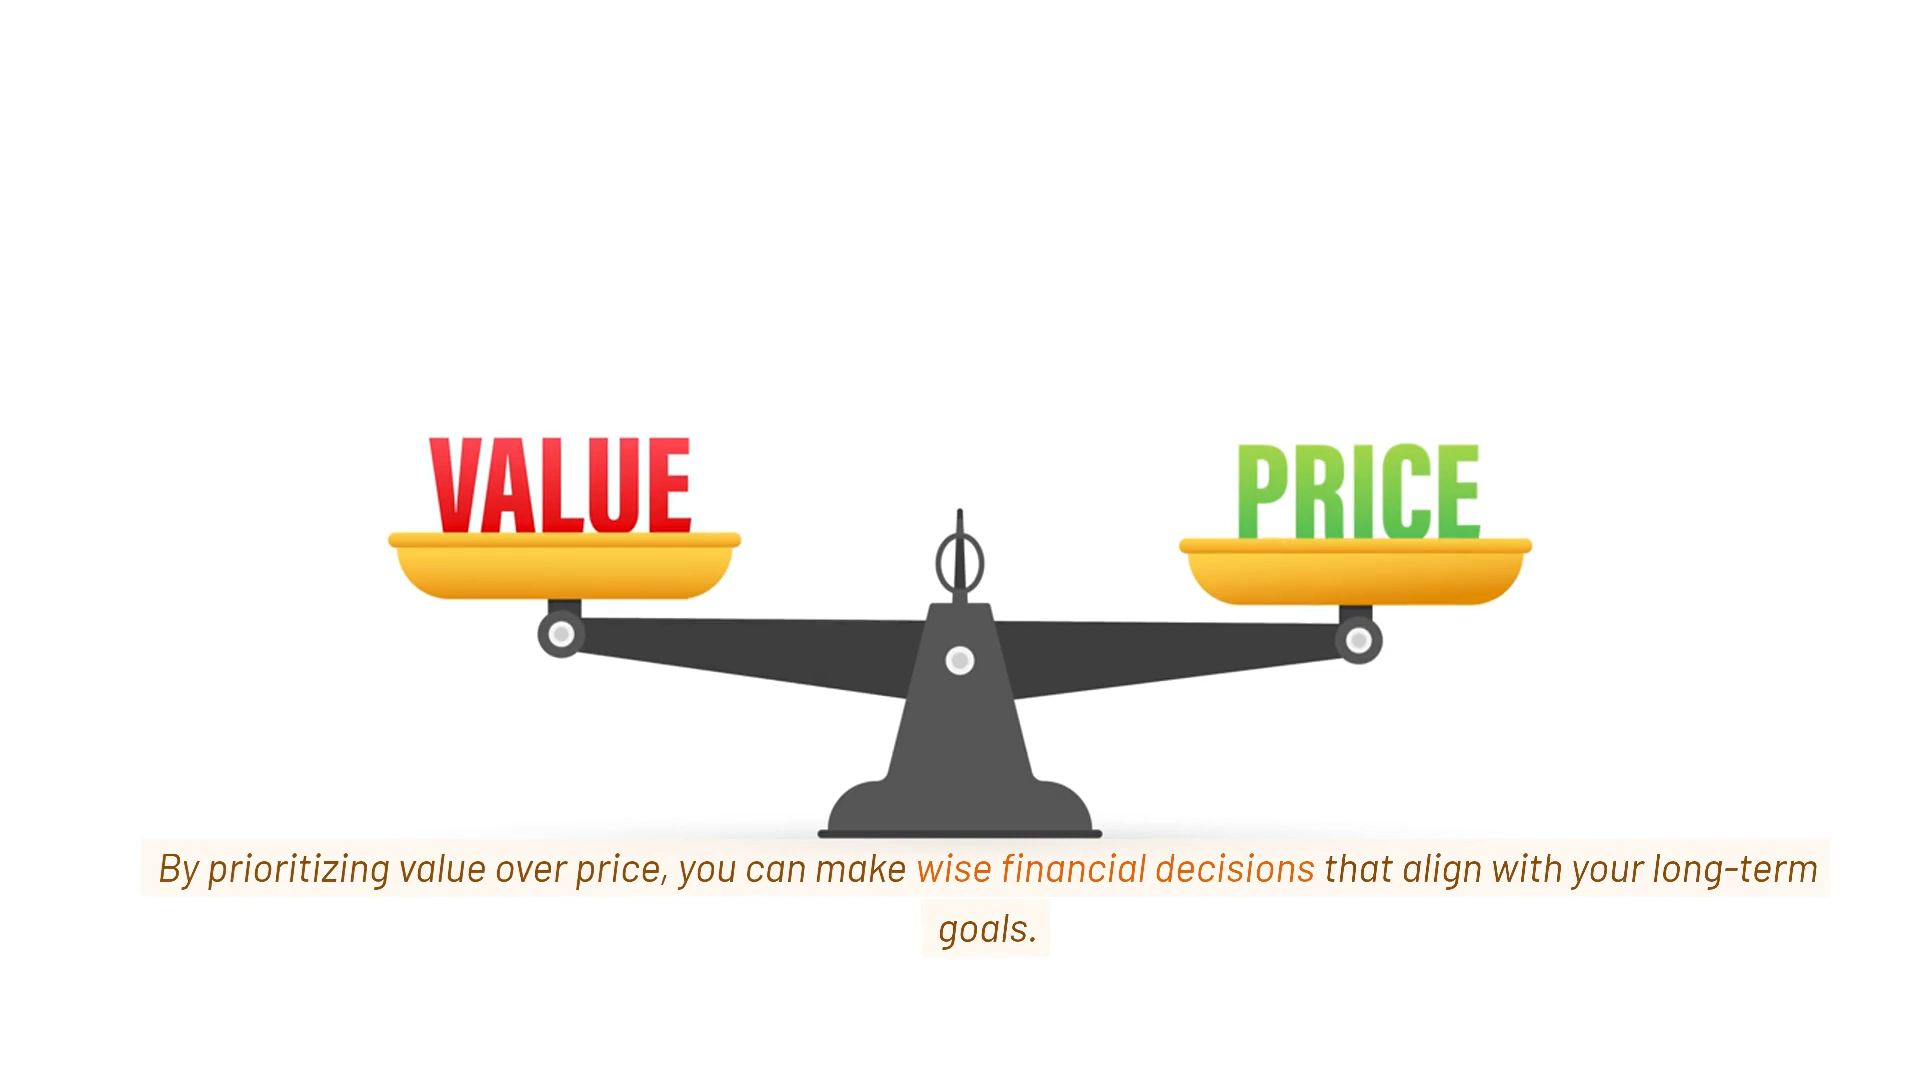 VALUE
PRICE
By prioritizing value over price, you can make wise financial decisions that align with your long-term
goals.